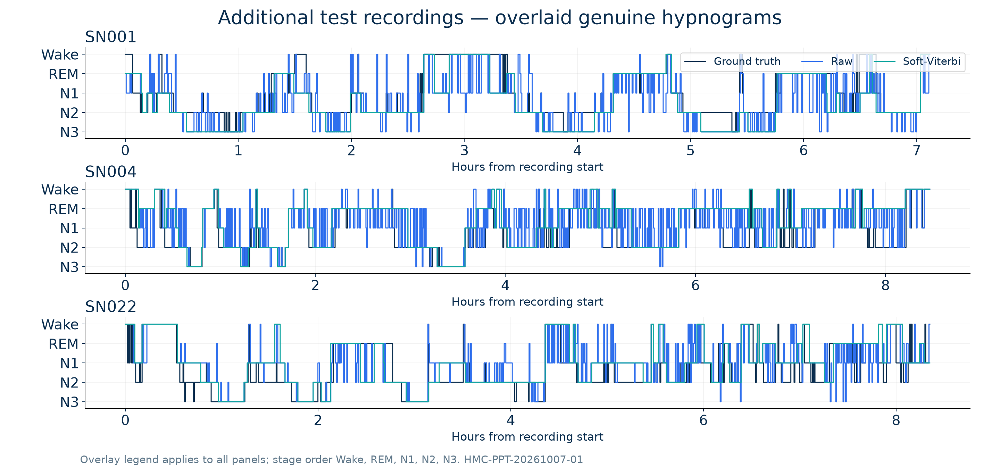 Additional test recordings — overlaid genuine hypnograms
SN001
Wake
REM
N1
N2
N3
Ground truth Raw Soft-Viterbi
0 1 2 3 4 5 6 7
Hours from recording start
SN004
Wake
REM
N1
N2
N3
0 2 4 6 8
Hours from recording start
SN022
Wake
REM
N1
N2
N3
0 2 4 6 8
Hours from recording start
Overlay legend applies to all panels; stage order Wake, REM, N1, N2, N3. HMC-PPT-20261007-01